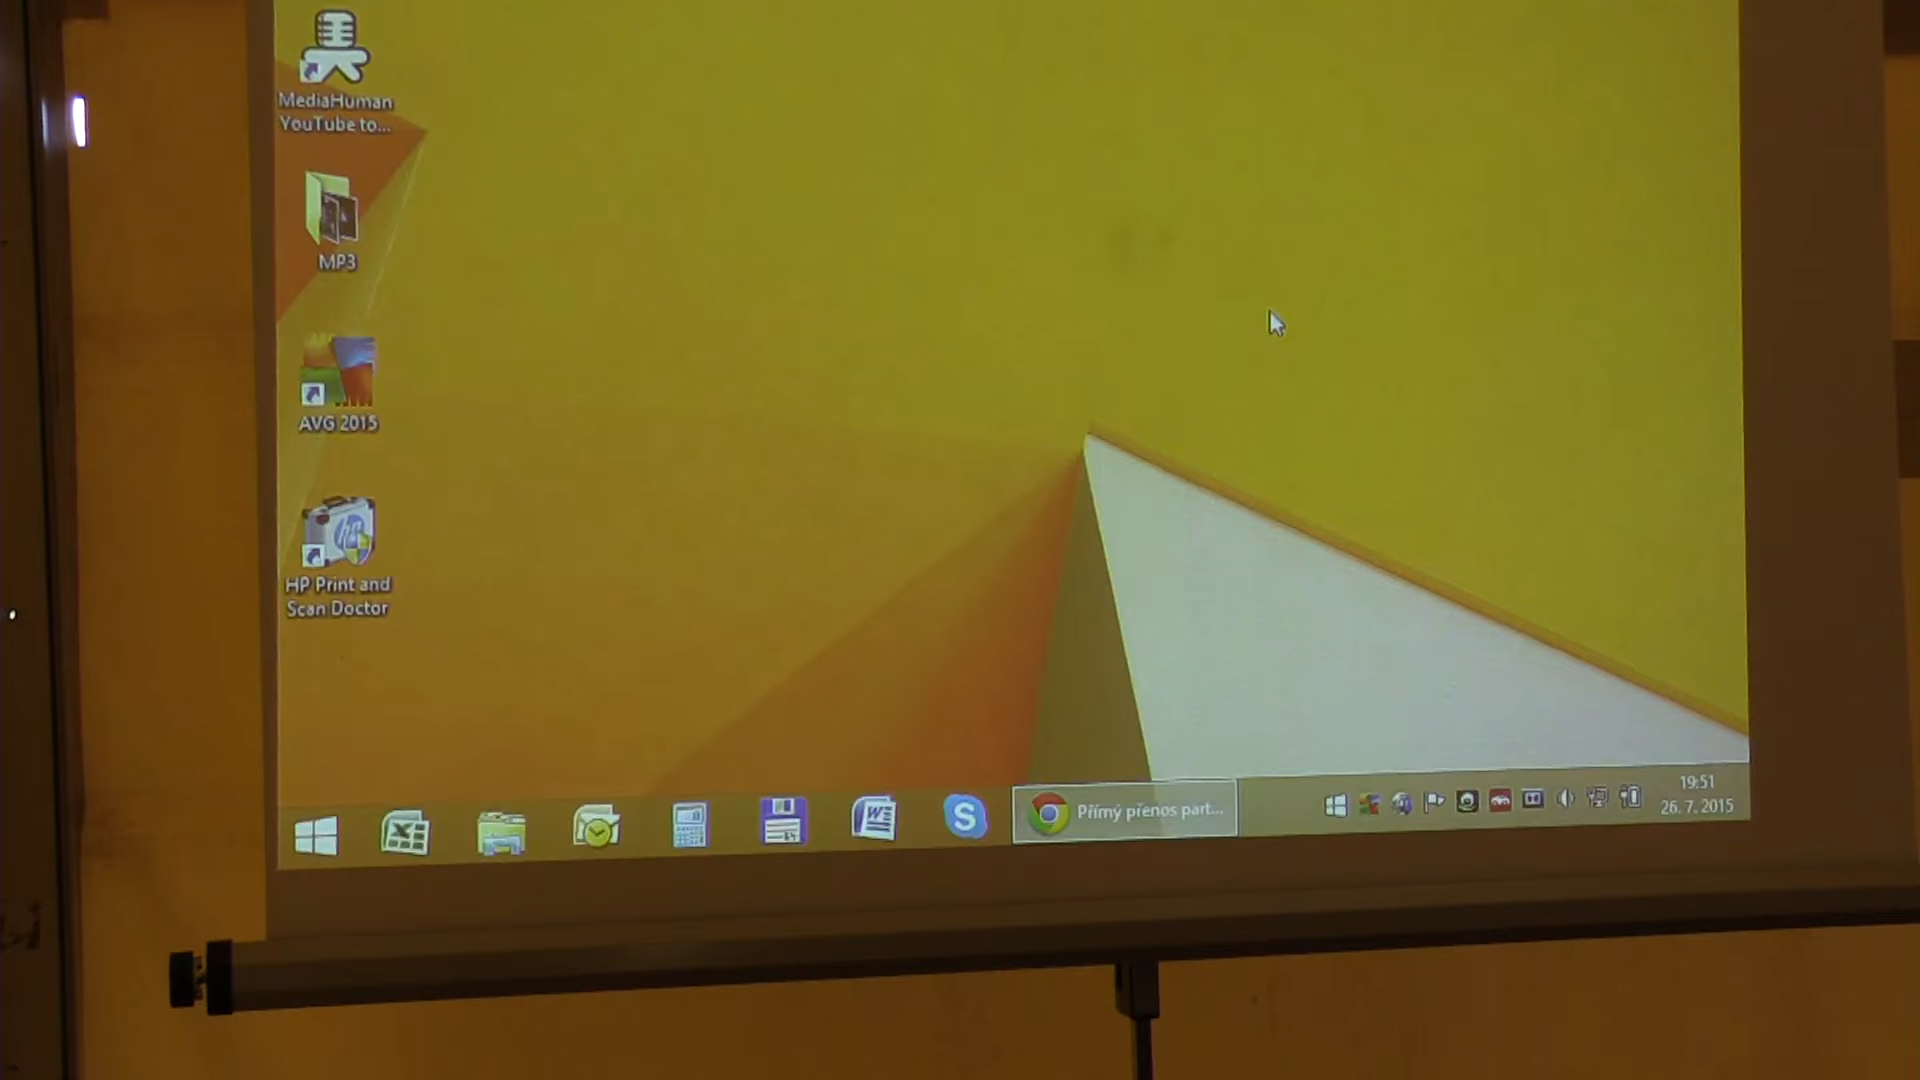 MediaHuman
YouTube to...
MP3
AVG 2015
HP Print and
Scan Doctor
Přímý přenos part...
19:51
26. 7. 2015